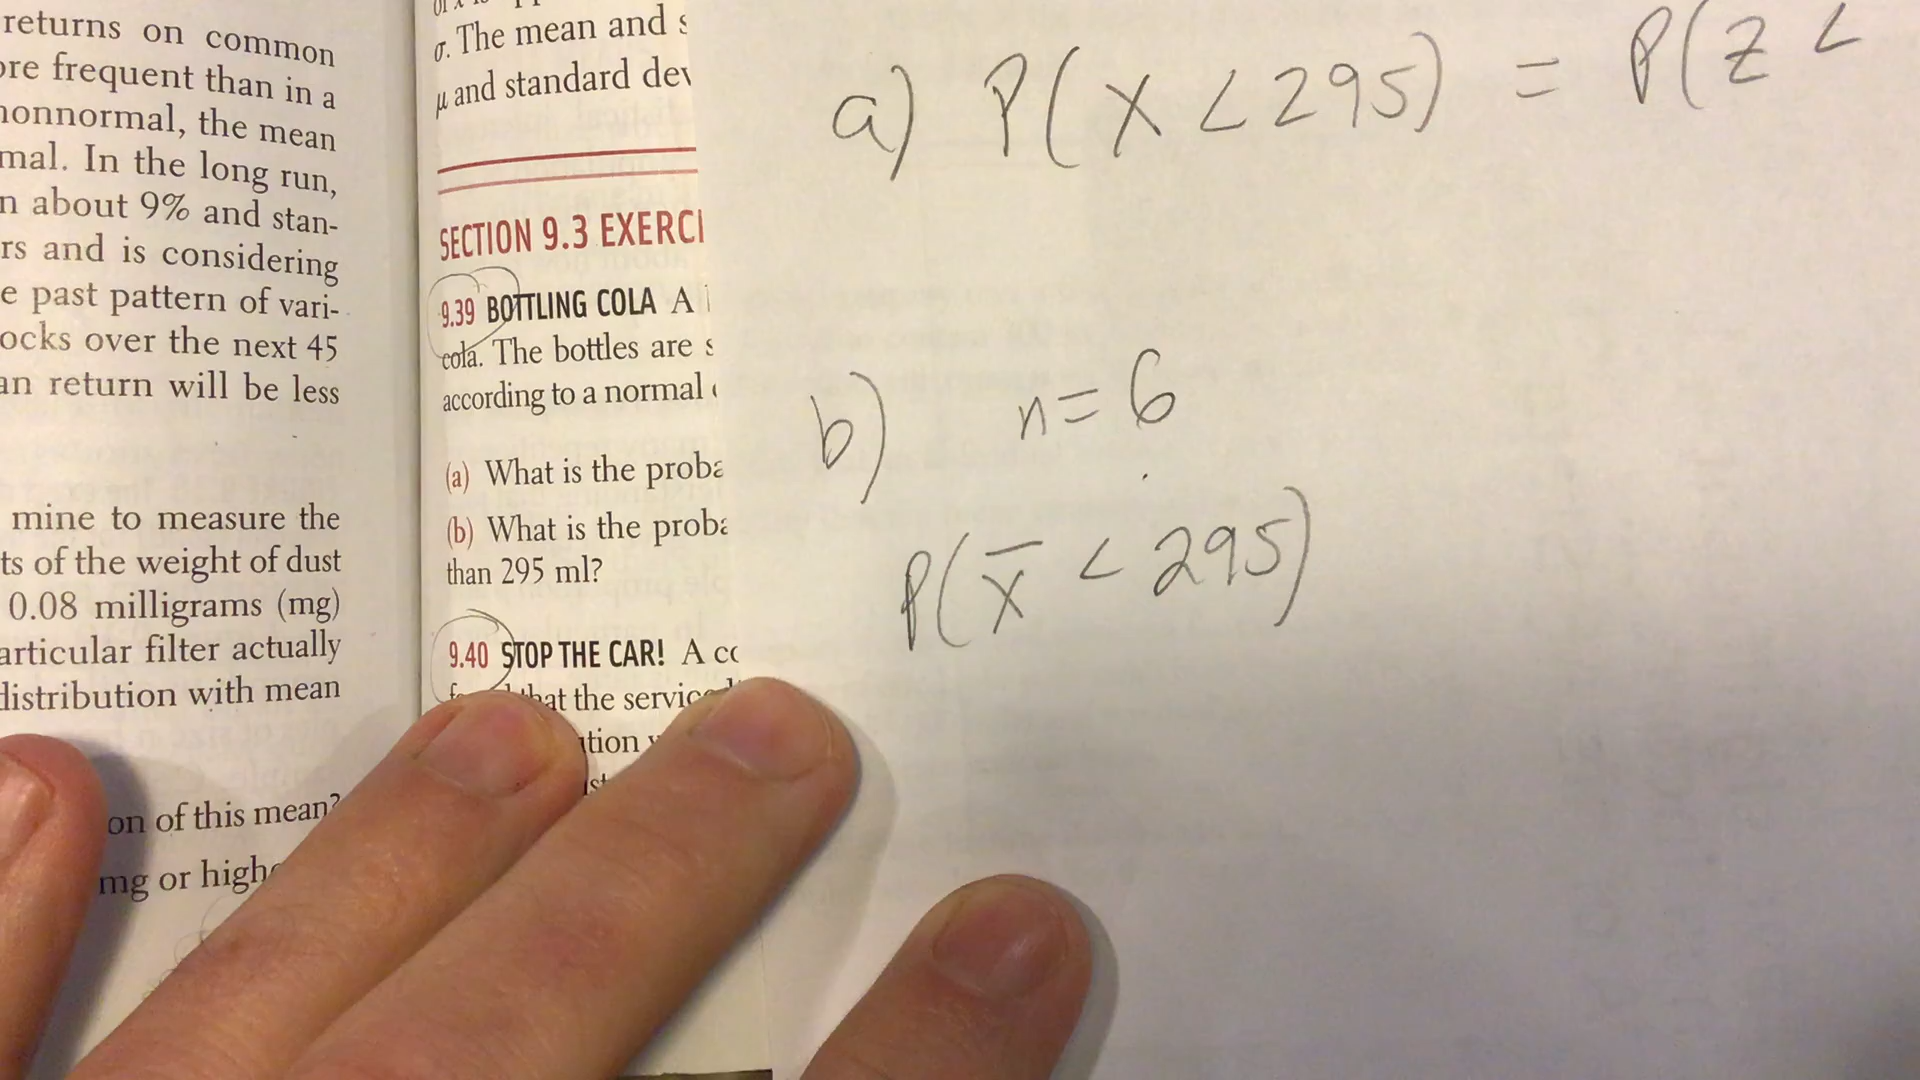 returns on common
ore frequent than in a
nonnormal, the mean
mal. In the long run,
n about 9% and stan-
rs and is considering
e past pattern of vari-
ocks over the next 45
an return will be less
mine to measure the
ts of the weight of dust
0.08 milligrams (mg)
articular filter actually
distribution with mean
on of this mean?
mg or highe
σ. The mean and s
μ and standard dev
SECTION 9.3 EXERCI
9.39 BOTTLING COLA A
cola. The bottles are s
according to a normal
(a) What is the proba
(b) What is the proba
than 295 ml?
9.40 STOP THE CAR! A co
that the service
tion
a) P(X < 295) = P(Z <
b) n = 6
P(x̄ < 295)